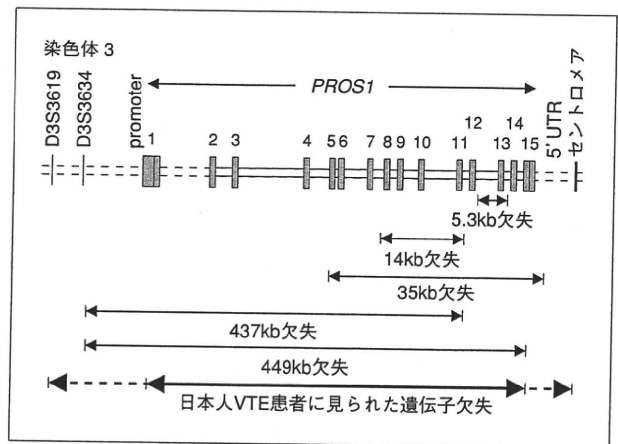 染色体 3
D3S3619
D3S3634
promoter
PROS1
5' UTR
セントロメア
1 2 3 4 5 6 7 8 9 10 11 12 13 14 15
5.3kb欠失
14kb欠失
35kb欠失
437kb欠失
449kb欠失
日本人VTE患者に見られた遺伝子欠失